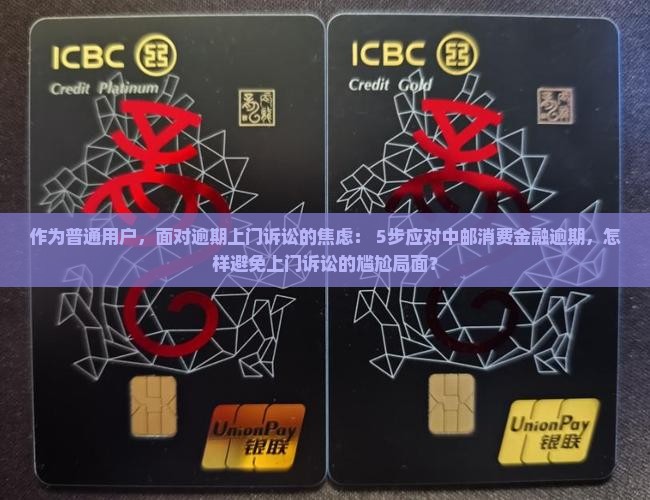 ICBC
Credit Platinum
ICBC
Credit Gold
作为普通用户，面对逾期上门诉讼的焦虑： 5步应对中邮消费金融逾期，怎
样避免上门诉讼的尴尬局面？
UnionPay
银联
UnionPay
银联